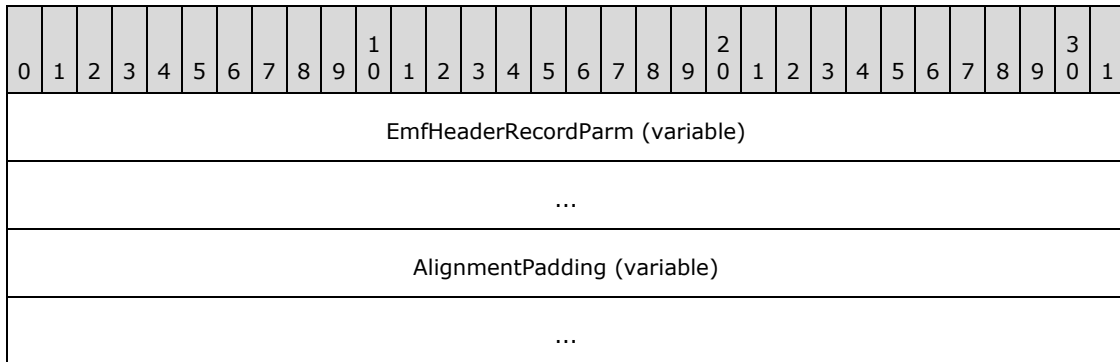 0 1 2 3 4 5 6 7 8 9 1 0 1 2 3 4 5 6 7 8 9 2 0 1 2 3 4 5 6 7 8 9 3 0 1
EmfHeaderRecordParm (variable)
...
AlignmentPadding (variable)
...